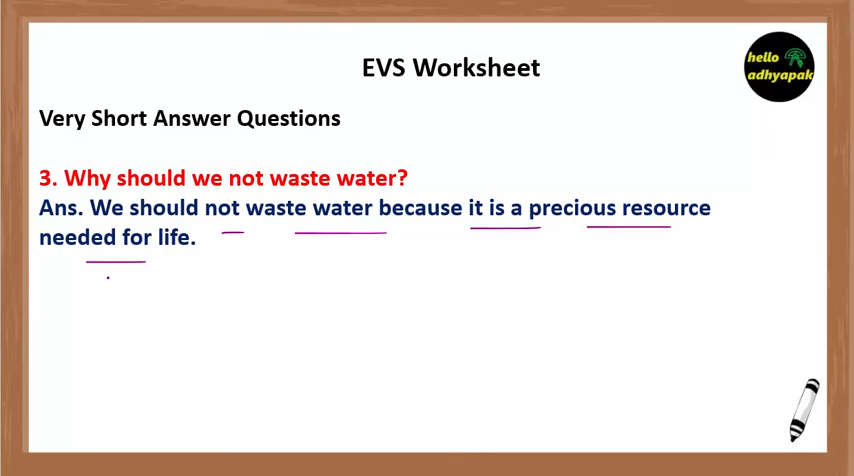 EVS Worksheet
hello
adhyapak
Very Short Answer Questions
3. Why should we not waste water?
Ans. We should not waste water because it is a precious resource
needed for life.